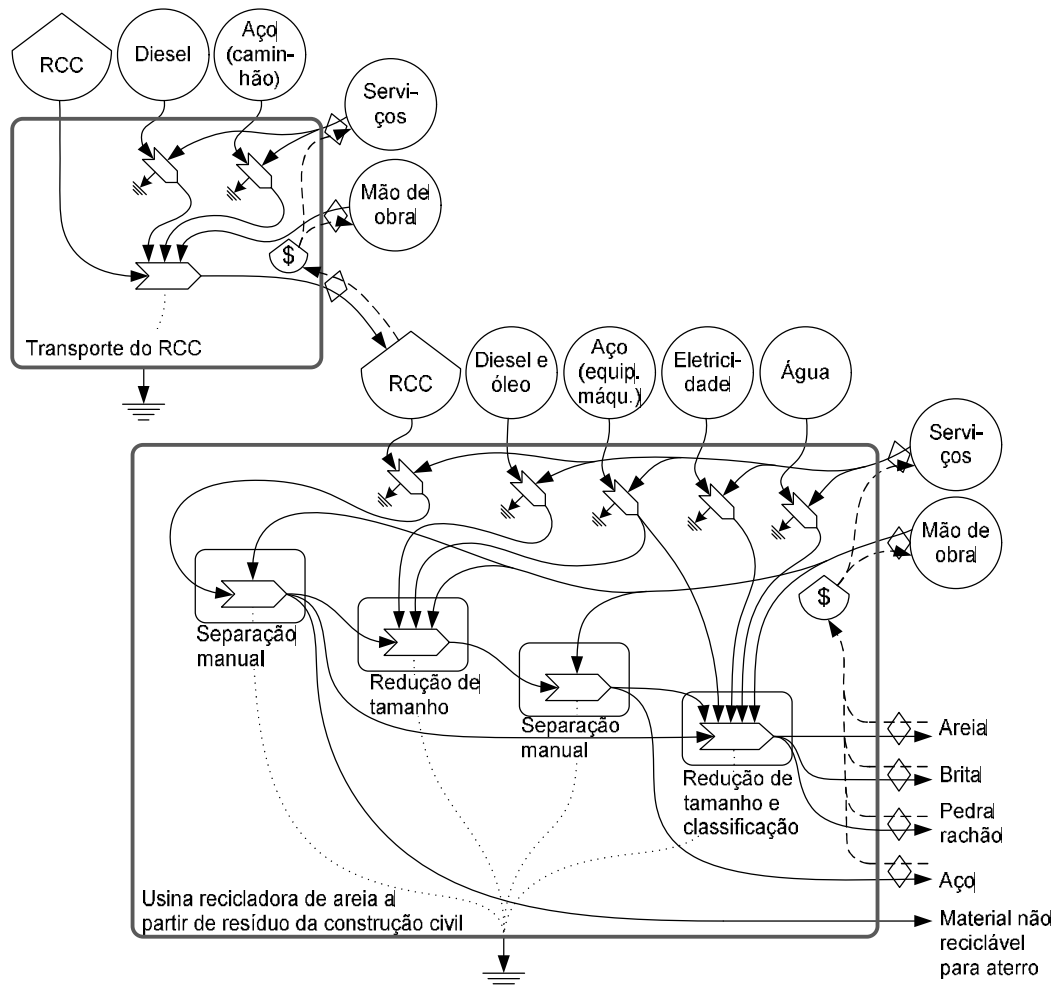 RCC
Diesel
Aço
(camin-
hão)
Servi-
ços
Mão de
obra
$
Transporte do RCC
RCC
Diesel e
óleo
Aço
(equip.
máqu.)
Eletrici-
dade
Água
Servi-
ços
Mão de
obra
$
Separação
manual
Redução de
tamanho
Separação
manual
Redução de
tamanho e
classificação
Areia
Brita
Pedra
rachão
Aço
Material não
reciclável
para aterro
Usina recicladora de areia a
partir de resíduo da construção civil